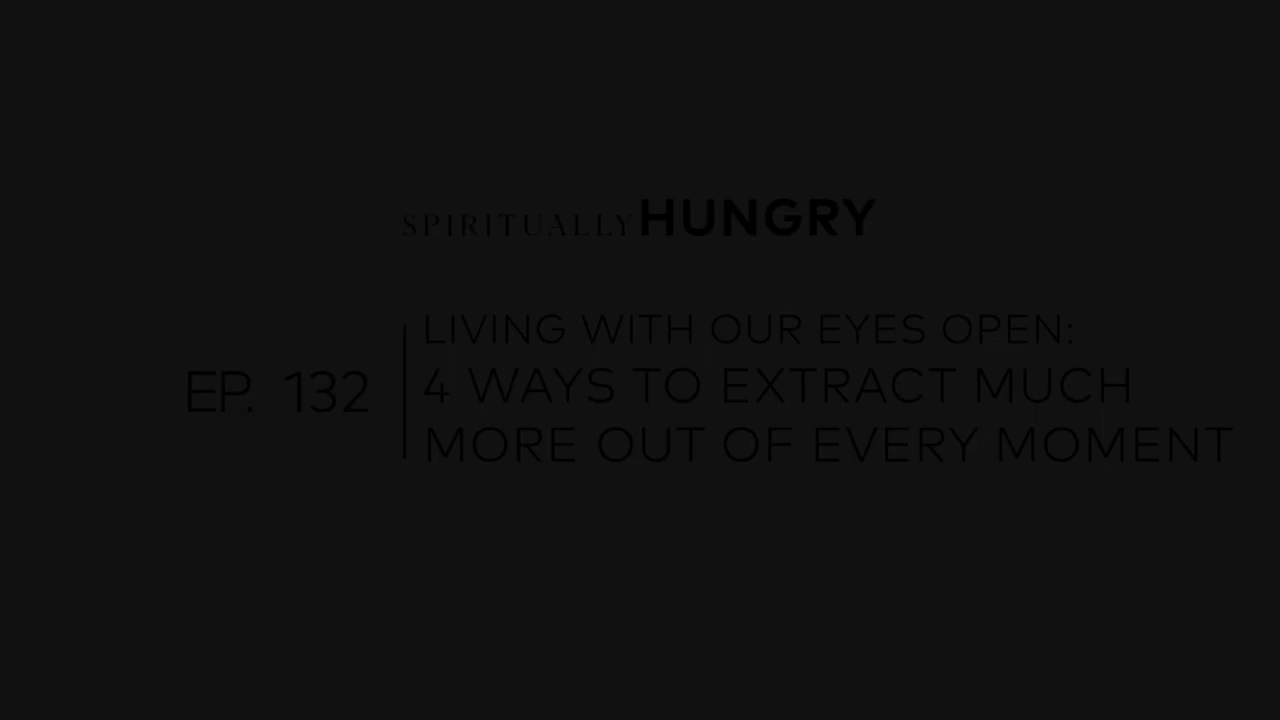 SPIRITUALLY HUNGRY
EP. 132
LIVING WITH OUR EYES OPEN:
4 WAYS TO EXTRACT MUCH
MORE OUT OF EVERY MOMENT